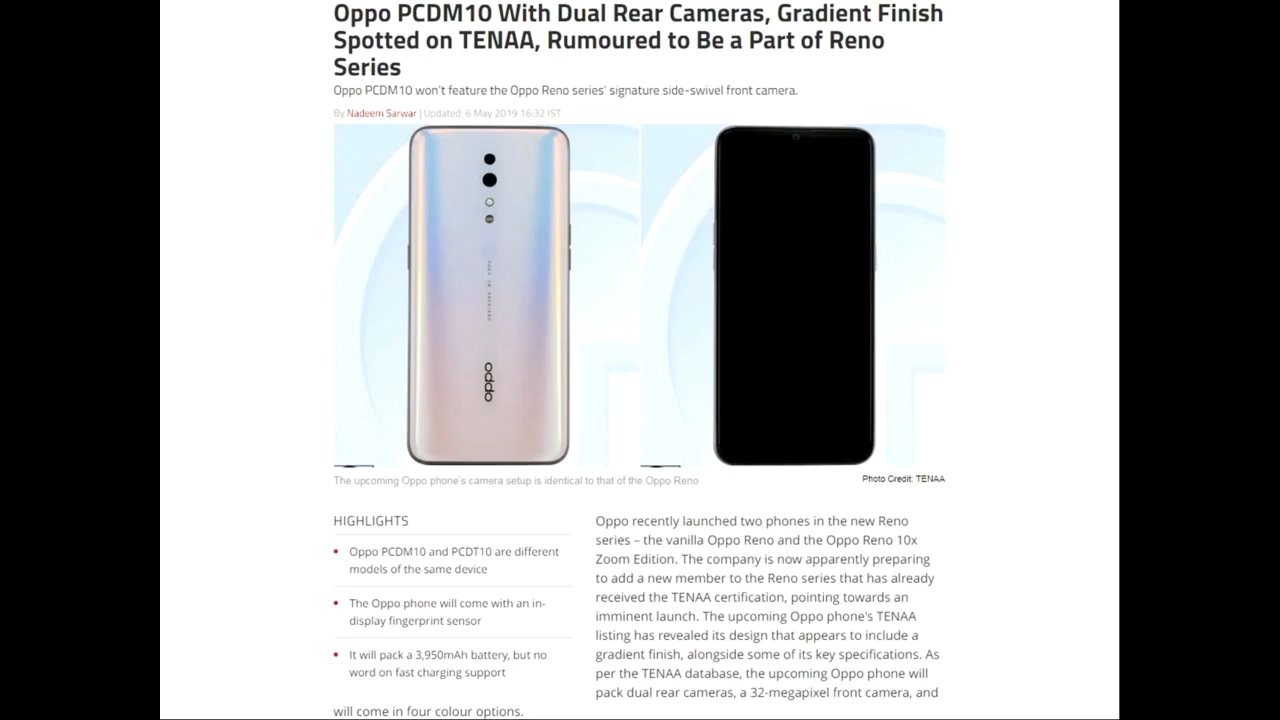 Oppo PCDM10 With Dual Rear Cameras, Gradient Finish
Spotted on TENAA, Rumoured to Be a Part of Reno
Series
Oppo PCDM10 won't feature the Oppo Reno series' signature side-swivel front camera.
By Nadeem Sarwar | Updated: 6 May 2019 16:32 IST
oppo
The upcoming Oppo phone's camera setup is identical to that of the Oppo Reno
Photo Credit: TENAA
HIGHLIGHTS
Oppo PCDM10 and PCDT10 are different
models of the same device
The Oppo phone will come with an in-
display fingerprint sensor
It will pack a 3,950mAh battery, but no
word on fast charging support
Oppo recently launched two phones in the new Reno
series – the vanilla Oppo Reno and the Oppo Reno 10x
Zoom Edition. The company is now apparently preparing
to add a new member to the Reno series that has already
received the TENAA certification, pointing towards an
imminent launch. The upcoming Oppo phone's TENAA
listing has revealed its design that appears to include a
gradient finish, alongside some of its key specifications. As
per the TENAA database, the upcoming Oppo phone will
pack dual rear cameras, a 32-megapixel front camera, and
will come in four colour options.